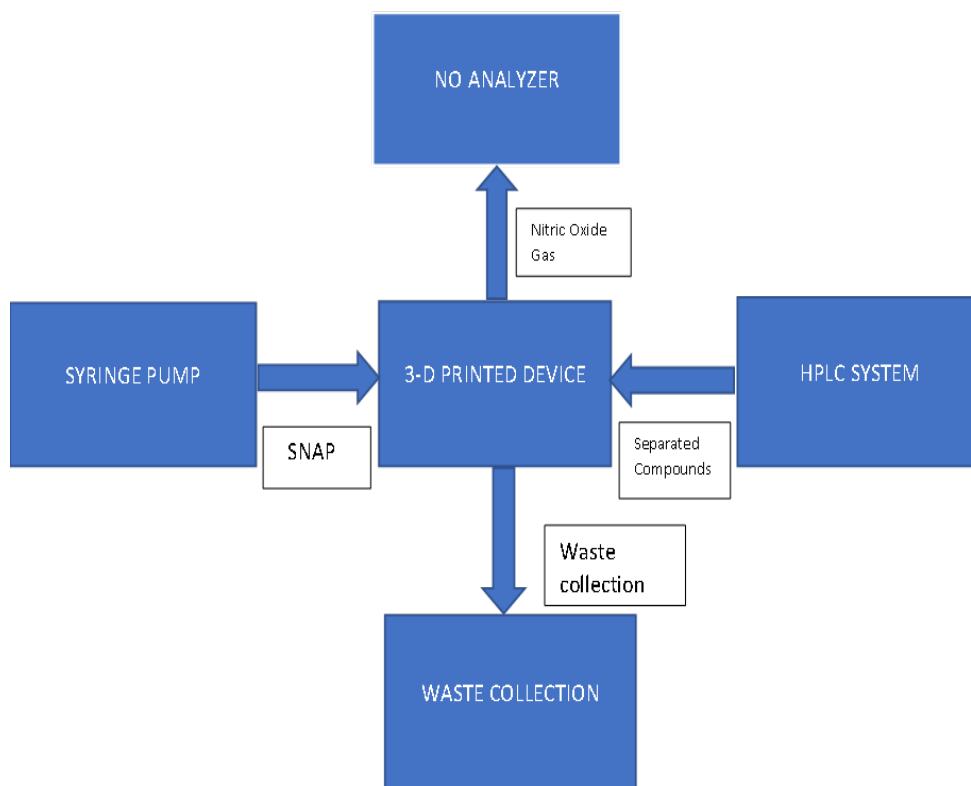 NO ANALYZER
Nitric Oxide
Gas
SYRINGE PUMP
3-D PRINTED DEVICE
HPLC SYSTEM
SNAP
Separated
Compounds
Waste
collection
WASTE COLLECTION